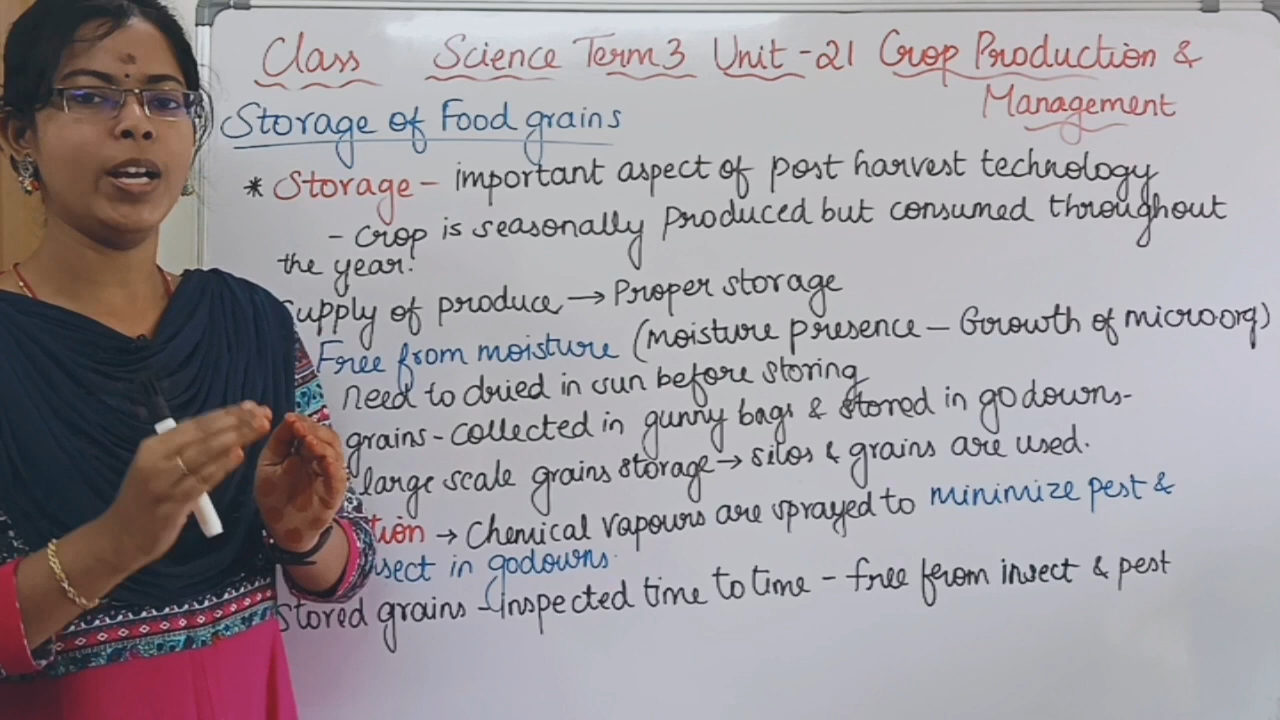 Class Science Term 3 Unit -21 Crop Production &
Management
Storage of Food grains
* Storage - important aspect of post harvest technology
- crop is seasonally produced but consumed throughout
the year.
upply of produce → Proper storage
Free from moisture (moisture presence - Growth of microorg)
need to dried in sun before storing
grains - collected in gunny bags & stored in godowns-
large scale grains storage → silos & grains are used.
tion → Chemical vapours are sprayed to minimize pest &
sect in godowns.
stored grains - Inspected time to time - free from insect & pest